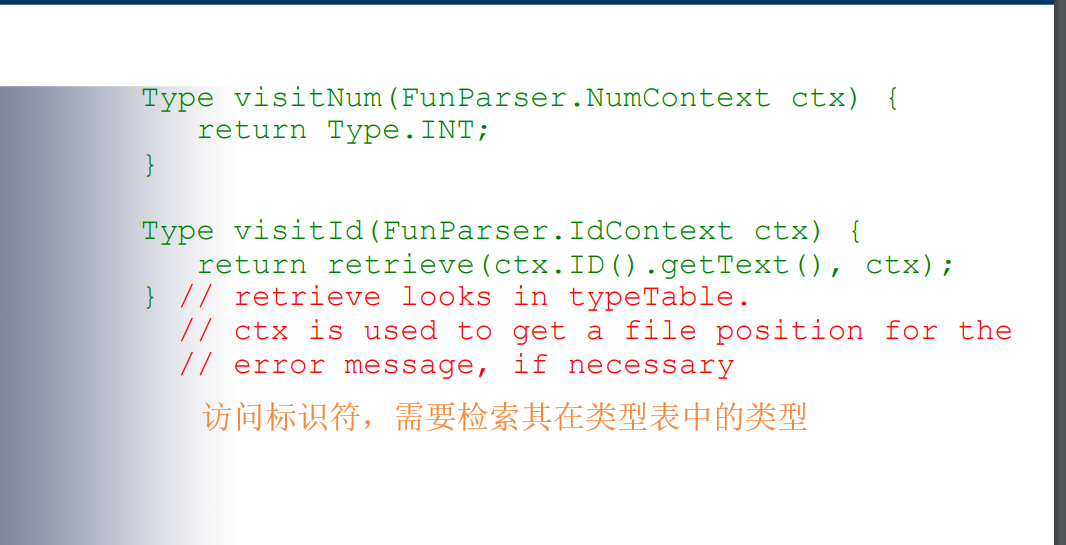 Type visitNum(FunParser.NumContext ctx) {
   return Type.INT;
}
Type visitId(FunParser.IdContext ctx) {
   return retrieve(ctx.ID().getText(), ctx);
} // retrieve looks in typeTable.
  // ctx is used to get a file position for the
  // error message, if necessary
访问标识符，需要检索其在类型表中的类型